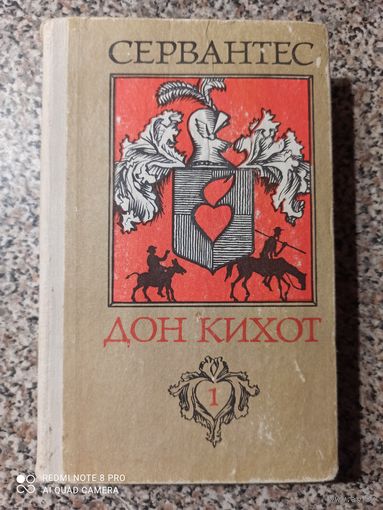 СЕРВАНТЕС
ДОН КИХОТ
1
REDMI NOTE 8 PRO
AI QUAD CAMERA